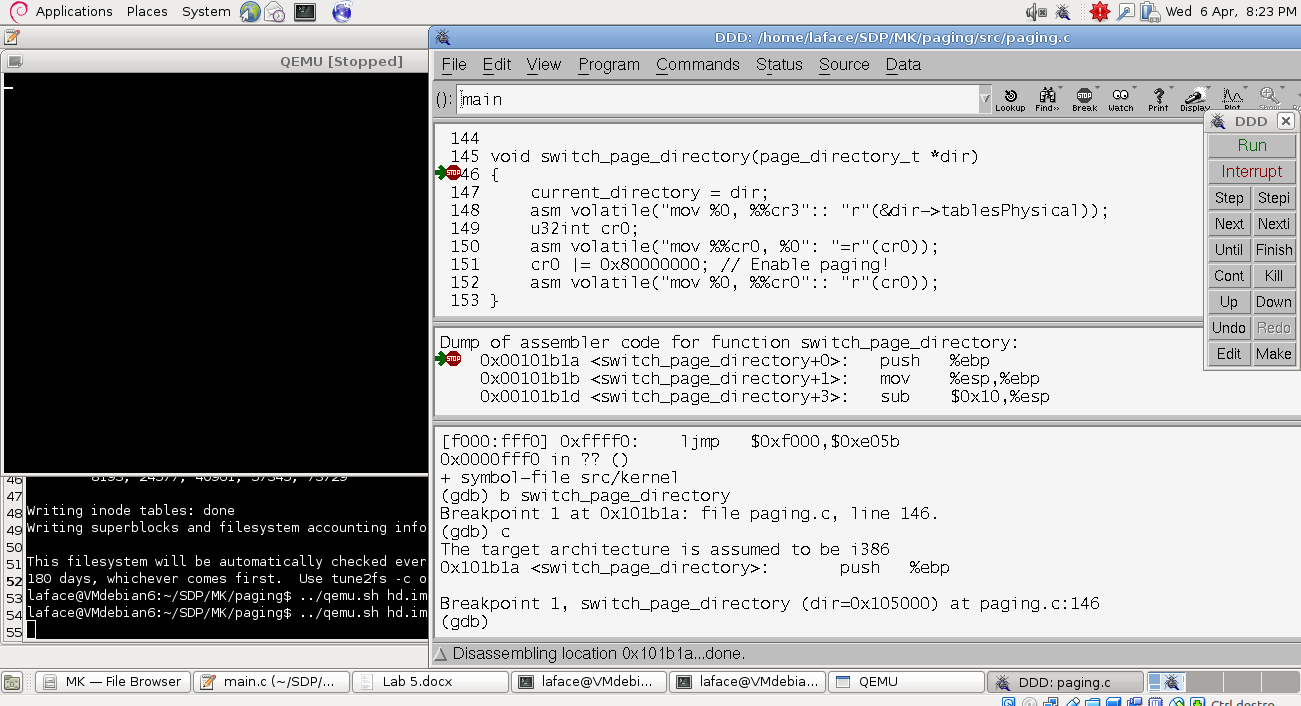 Applications Places System Wed 6 Apr, 8:23 PM
DDD: /home/laface/SDP/MK/paging/src/paging.c
QEMU [Stopped]
File Edit View Program Commands Status Source Data
(): main
Lookup Find>> Break Watch Print Display Plot
DDD
Run
Interrupt
Step Stepi
Next Nexti
Until Finish
Cont Kill
Up Down
Undo Redo
Edit Make
144
145 void switch_page_directory(page_directory_t *dir)
STOP 46 {
147 current_directory = dir;
148 asm volatile("mov %0, %%cr3":: "r"(&dir->tablesPhysical));
149 u32int cr0;
150 asm volatile("mov %%cr0, %0": "=r"(cr0));
151 cr0 |= 0x80000000; // Enable paging!
152 asm volatile("mov %0, %%cr0":: "r"(cr0));
153 }
Dump of assembler code for function switch_page_directory:
STOP 0x00101b1a <switch_page_directory+0>: push %ebp
0x00101b1b <switch_page_directory+1>: mov %esp,%ebp
0x00101b1d <switch_page_directory+3>: sub $0x10,%esp
[f000:fff0] 0xffff0: ljmp $0xf000,$0xe05b
0x0000fff0 in ?? ()
+ symbol-file src/kernel
(gdb) b switch_page_directory
Breakpoint 1 at 0x101b1a: file paging.c, line 146.
(gdb) c
The target architecture is assumed to be i386
0x101b1a <switch_page_directory>: push %ebp
Breakpoint 1, switch_page_directory (dir=0x105000) at paging.c:146
(gdb)
Disassembling location 0x101b1a...done.
46
47
48
49
50
51
52
53
54
55
Writing inode tables: done
Writing superblocks and filesystem accounting info
This filesystem will be automatically checked ever
180 days, whichever comes first. Use tune2fs -c o
laface@VMdebian6:~/SDP/MK/paging$ ../qemu.sh hd.im
laface@VMdebian6:~/SDP/MK/paging$ ../qemu.sh hd.im
MK — File Browser main.c (~/SDP/... Lab 5.docx laface@VMdebi... laface@VMdebia... QEMU DDD: paging.c
Ctrl destro